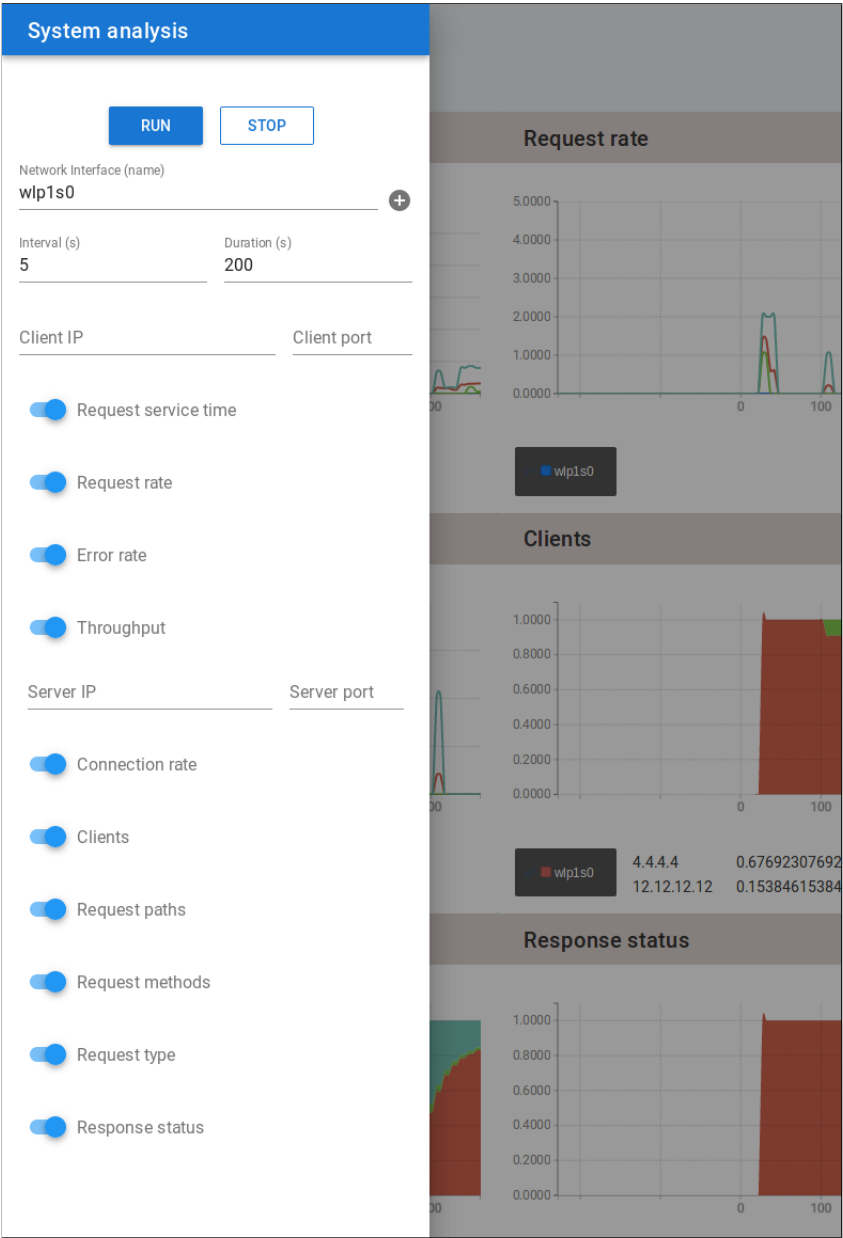 System analysis
RUN STOP
Network Interface (name)
wlp1s0
Interval (s) Duration (s)
5 200
Client IP Client port
Request service time
Request rate
Error rate
Throughput
Server IP Server port
Connection rate
Clients
Request paths
Request methods
Request type
Response status
Request rate
5.0000
4.0000
3.0000
2.0000
1.0000
0.0000
00 0 100
wlp1s0
Clients
1.0000
0.8000
0.6000
0.4000
0.2000
0.0000
00 0 100
wlp1s0 4.4.4.4 0.67692307692
12.12.12.12 0.15384615384
Response status
1.0000
0.8000
0.6000
0.4000
0.2000
0.0000
00 0 100